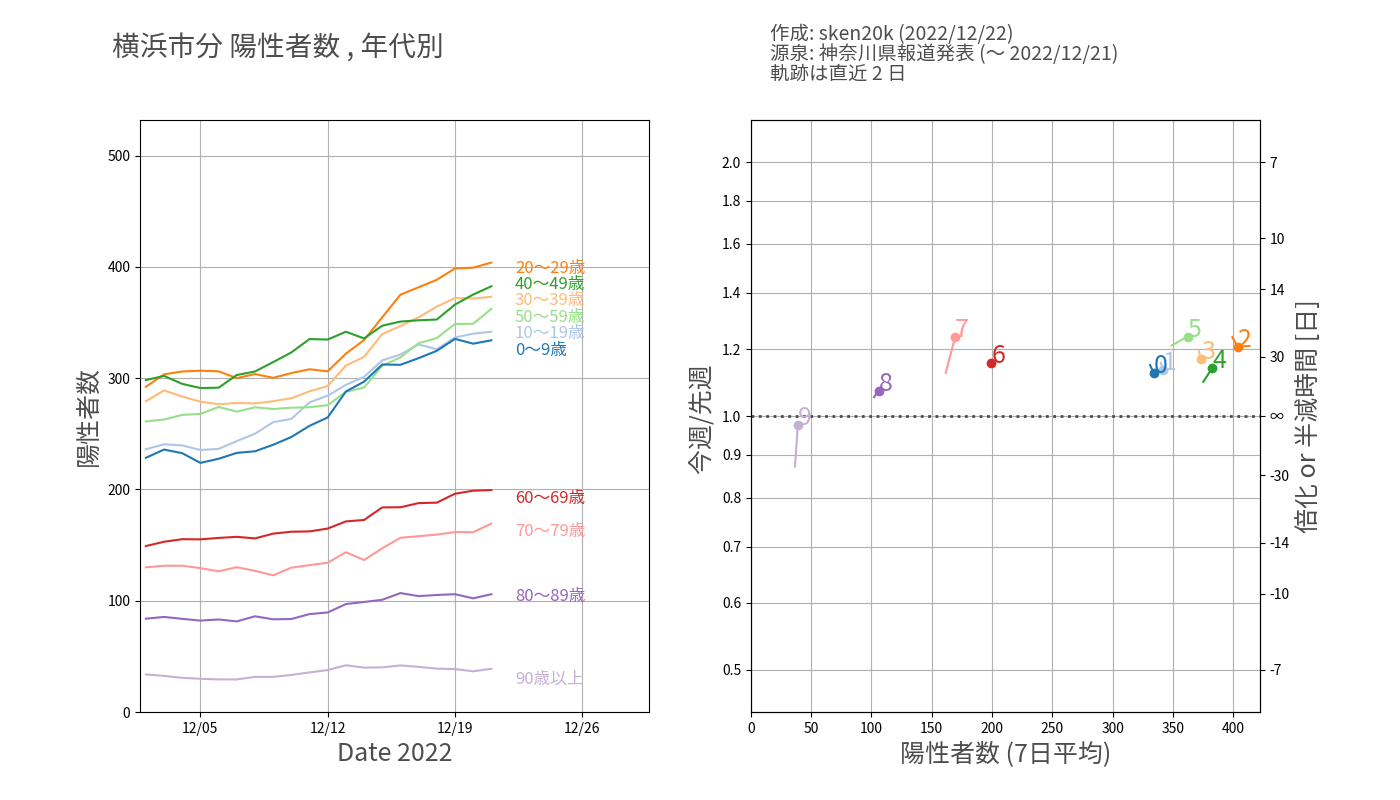 横浜市分 陽性者数 , 年代別
作成: sken20k (2022/12/22)
源泉: 神奈川県報道発表 (～ 2022/12/21)
軌跡は直近 2 日
陽性者数
500
400
300
200
100
0
20～29歳
40～49歳
30～39歳
50～59歳
10～19歳
0～9歳
60～69歳
70～79歳
80～89歳
90歳以上
12/05 12/12 12/19 12/26
Date 2022
今週/先週
2.0
1.8
1.6
1.4
1.2
1.0
0.9
0.8
0.7
0.6
0.5
7
6
5
2
3
4
0
1
8
9
7
10
14
30
∞
-30
-14
-10
-7
倍化 or 半減時間 [日]
0 50 100 150 200 250 300 350 400
陽性者数 (7日平均)